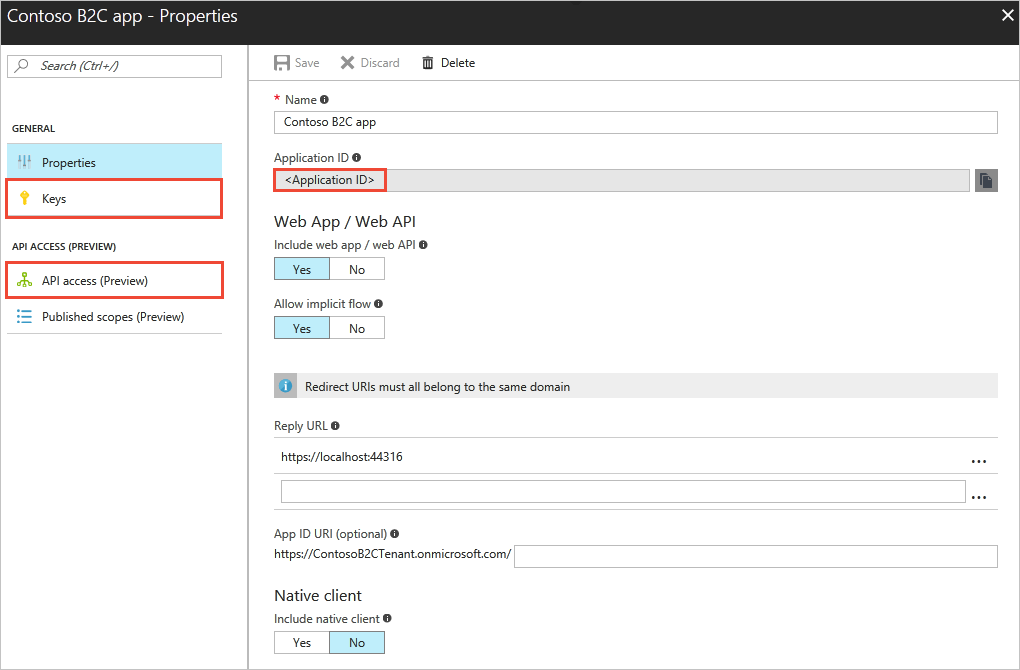 Contoso B2C app - Properties
Search (Ctrl+/)
GENERAL
Properties
Keys
API ACCESS (PREVIEW)
API access (Preview)
Published scopes (Preview)
Save Discard Delete
* Name
Contoso B2C app
Application ID
<Application ID>
Web App / Web API
Include web app / web API
Yes No
Allow implicit flow
Yes No
Redirect URIs must all belong to the same domain
Reply URL
https://localhost:44316
...
...
App ID URI (optional)
https://ContosoB2CTenant.onmicrosoft.com/
Native client
Include native client
Yes No